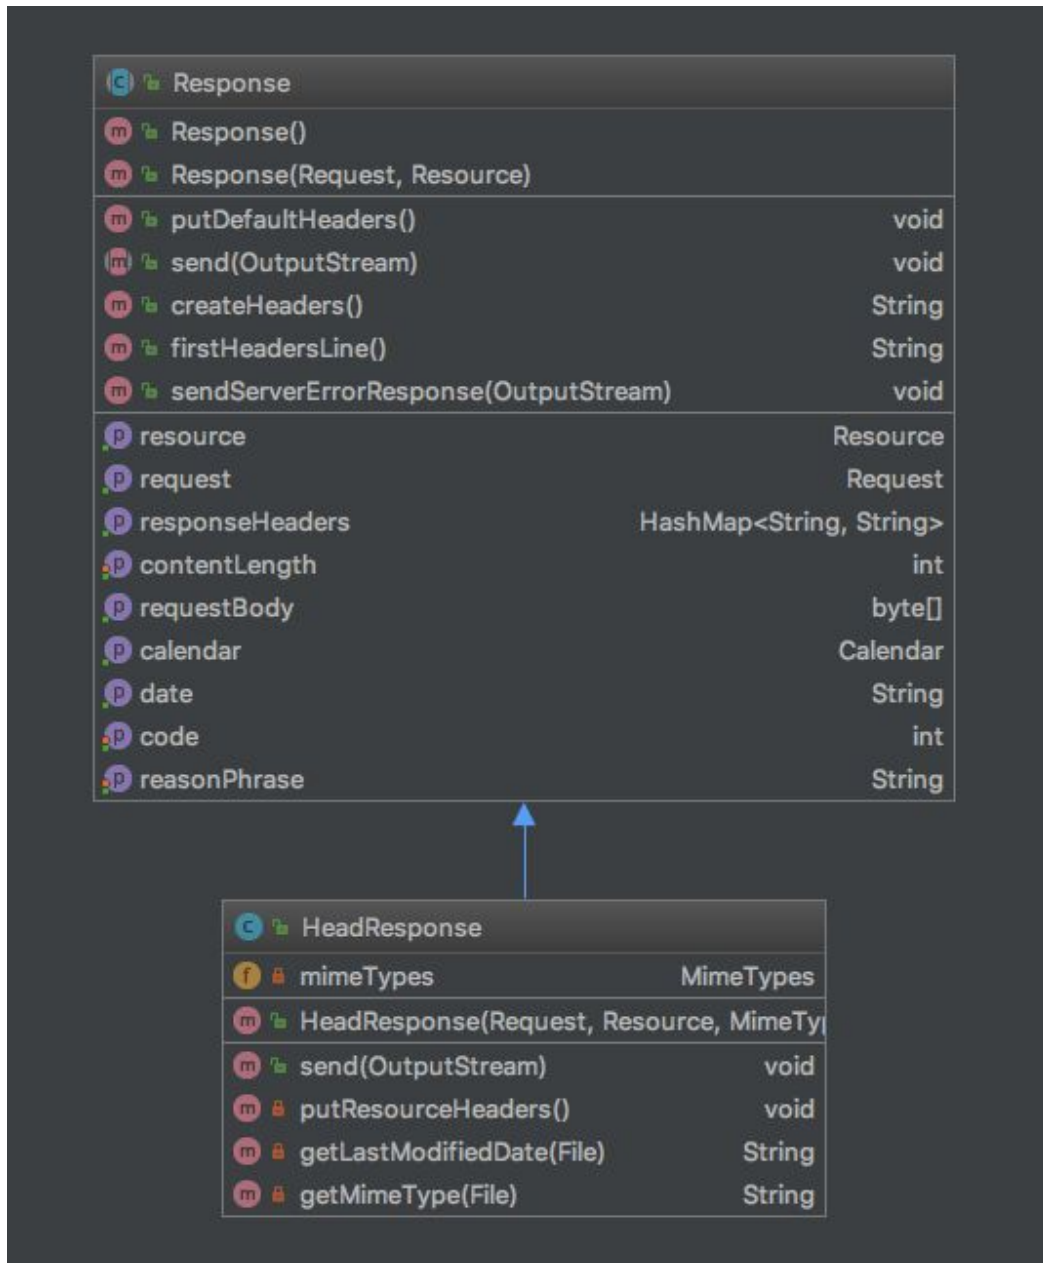 Response
Response()
Response(Request, Resource)
putDefaultHeaders() void
send(OutputStream) void
createHeaders() String
firstHeadersLine() String
sendServerErrorResponse(OutputStream) void
resource Resource
request Request
responseHeaders HashMap<String, String>
contentLength int
requestBody byte[]
calendar Calendar
date String
code int
reasonPhrase String
HeadResponse
mimeTypes MimeTypes
HeadResponse(Request, Resource, MimeTy
send(OutputStream) void
putResourceHeaders() void
getLastModifiedDate(File) String
getMimeType(File) String